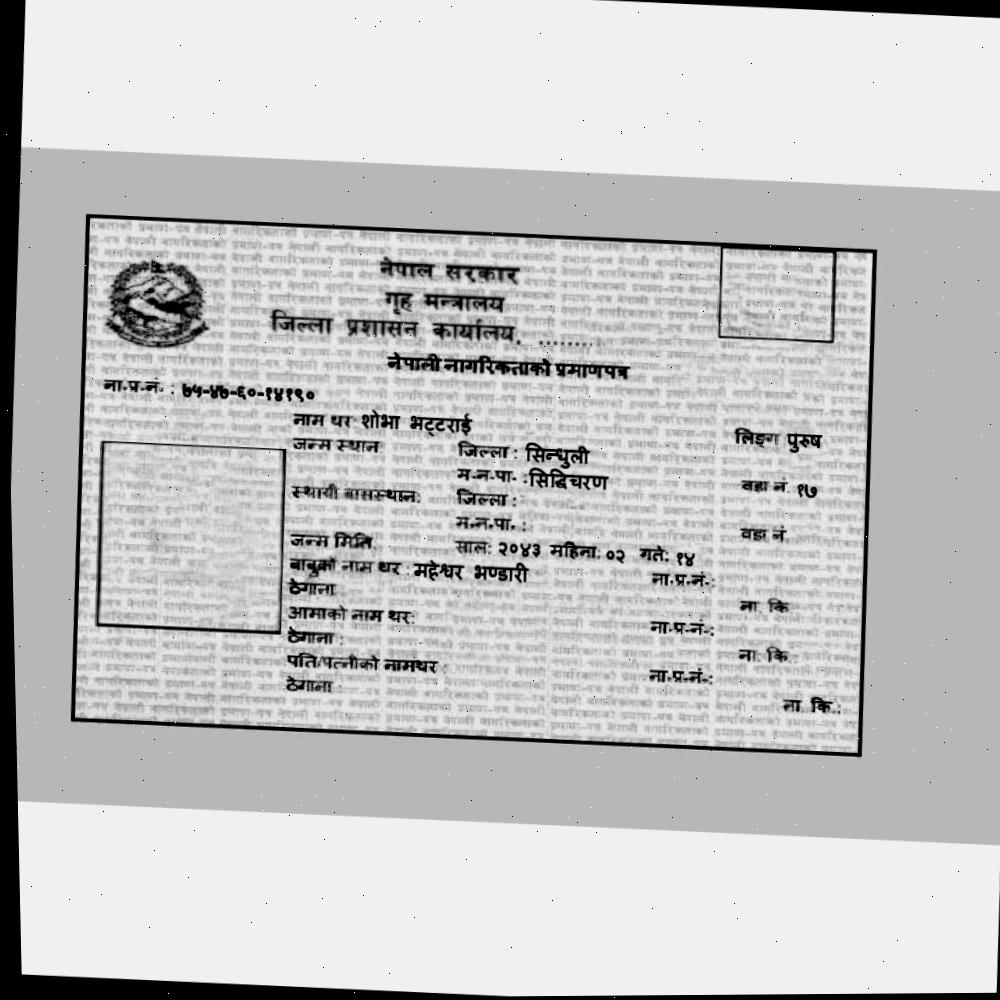 नेपाल सरकार
गृह मन्त्रालय
जिल्ला प्रशासन कार्यालय, ........
नेपाली नागरिकताको प्रमाणपत्र
ना.प्र.नं. : ७५-४७-६०-१४१९०
नाम थर: शोभा भट्टराई लिङ्ग पुरुष
जन्म स्थान: जिल्ला : सिन्धुली
म.न.पा. : सिद्धिचरण वडा नं. १७
स्थायी बासस्थान: जिल्ला :
म.न.पा. : वडा नं.
जन्म मिति: साल: २०४३ महिना: ०२ गते: १४
बाबुको नाम थर : महेश्वर भण्डारी ना.प्र.नं.:
ठेगाना : ना. कि.
आमाको नाम थर: ना.प्र.नं.:
ठेगाना : ना. कि.:
पति/पत्नीको नामथर : ना.प्र.नं.:
ठेगाना : ना. कि.: